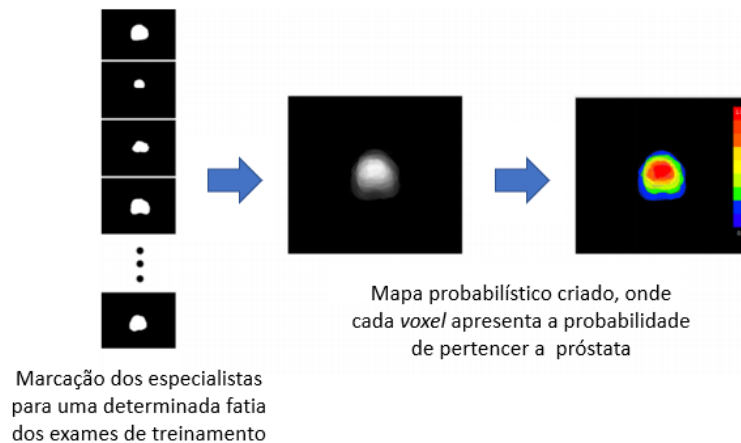 Marcação dos especialistas
para uma determinada fatia
dos exames de treinamento
Mapa probabilístico criado, onde
cada voxel apresenta a probabilidade
de pertencer a próstata